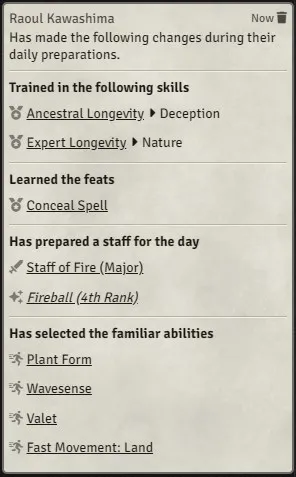 Raoul Kawashima Now
Has made the following changes during their
daily preparations.
Trained in the following skills
Ancestral Longevity Deception
Expert Longevity Nature
Learned the feats
Conceal Spell
Has prepared a staff for the day
Staff of Fire (Major)
Fireball (4th Rank)
Has selected the familiar abilities
Plant Form
Wavesense
Valet
Fast Movement: Land